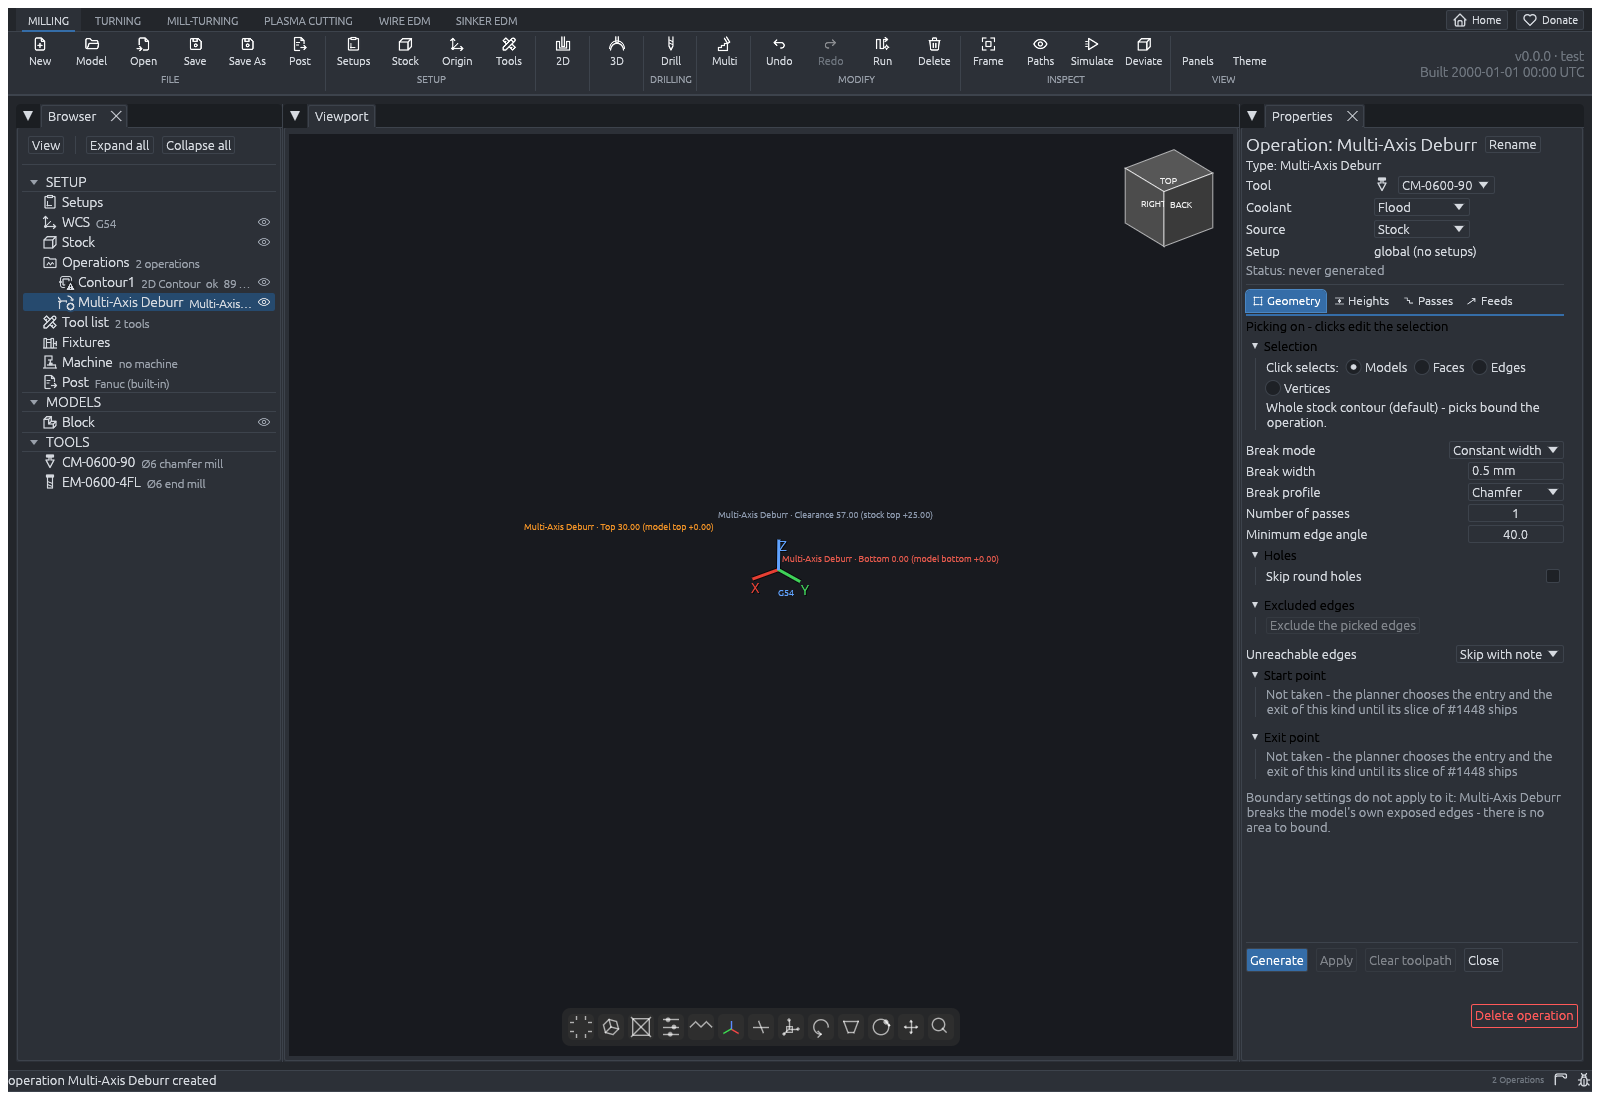 MILLING TURNING MILL-TURNING PLASMA CUTTING WIRE EDM SINKER EDM Home Donate
New Model Open Save Save As Post Setups Stock Origin Tools 2D 3D Drill Multi Undo Redo Run Delete Frame Paths Simulate Deviate Panels Theme
FILE SETUP DRILLING MODIFY INSPECT VIEW
v0.0.0 · test
Built 2000-01-01 00:00 UTC
Browser
View Expand all Collapse all
SETUP
Setups
WCS G54
Stock
Operations 2 operations
Contour1 2D Contour ok 89 ...
Multi-Axis Deburr Multi-Axis...
Tool list 2 tools
Fixtures
Machine no machine
Post Fanuc (built-in)
MODELS
Block
TOOLS
CM-0600-90 Ø6 chamfer mill
EM-0600-4FL Ø6 end mill
Viewport
TOP
RIGHT BACK
Multi-Axis Deburr · Clearance 57.00 (stock top +25.00)
Multi-Axis Deburr · Top 30.00 (model top +0.00)
Z
Multi-Axis Deburr · Bottom 0.00 (model bottom +0.00)
X
G54
Y
Properties
Operation: Multi-Axis Deburr Rename
Type: Multi-Axis Deburr
Tool CM-0600-90
Coolant Flood
Source Stock
Setup global (no setups)
Status: never generated
Geometry Heights Passes Feeds
Picking on - clicks edit the selection
Selection
Click selects: Models Faces Edges
Vertices
Whole stock contour (default) - picks bound the
operation.
Break mode Constant width
Break width 0.5 mm
Break profile Chamfer
Number of passes 1
Minimum edge angle 40.0
Holes
Skip round holes
Excluded edges
Exclude the picked edges
Unreachable edges Skip with note
Start point
Not taken - the planner chooses the entry and the
exit of this kind until its slice of #1448 ships
Exit point
Not taken - the planner chooses the entry and the
exit of this kind until its slice of #1448 ships
Boundary settings do not apply to it: Multi-Axis Deburr
breaks the model's own exposed edges - there is no
area to bound.
Generate Apply Clear toolpath Close
Delete operation
operation Multi-Axis Deburr created
2 Operations